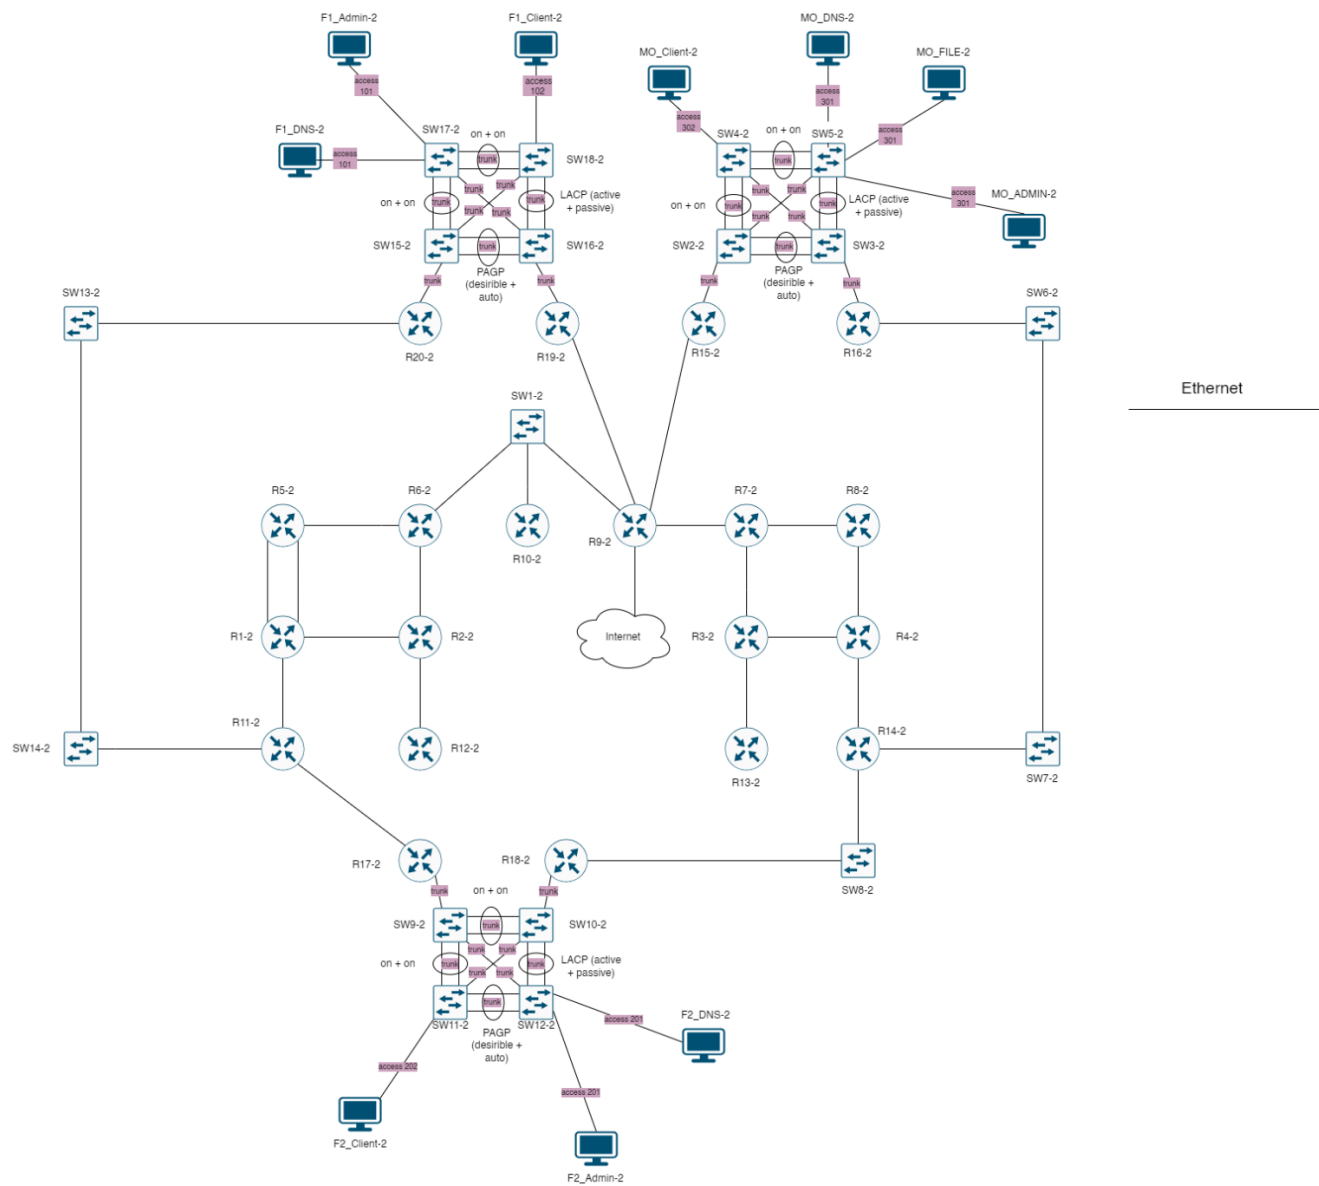 F1_Admin-2
F1_Client-2
MO_DNS-2
MO_Client-2
MO_FILE-2
access
101
access
102
access
301
access
302
access
301
F1_DNS-2
access
101
SW17-2
on + on
trunk
SW18-2
SW4-2
on + on
trunk
SW5-2
access
301
MO_ADMIN-2
trunk
trunk
on + on
trunk
trunk
LACP (active
+ passive)
trunk
trunk
trunk
trunk
on + on
trunk
trunk
LACP (active
+ passive)
trunk
trunk
SW15-2
trunk
SW16-2
SW2-2
trunk
SW3-2
PAGP
(desirible +
auto)
PAGP
(desirible +
auto)
trunk
trunk
trunk
trunk
SW13-2
SW6-2
R20-2
R19-2
R15-2
R16-2
SW1-2
Ethernet
R5-2
R6-2
R10-2
R9-2
R7-2
R8-2
Internet
R1-2
R2-2
R3-2
R4-2
R11-2
R12-2
R13-2
R14-2
SW14-2
SW7-2
R17-2
R18-2
SW8-2
trunk
on + on
trunk
SW9-2
trunk
SW10-2
trunk
trunk
on + on
trunk
trunk
LACP (active
+ passive)
trunk
trunk
trunk
SW11-2
SW12-2
PAGP
(desirible +
auto)
access 201
F2_DNS-2
access 202
access 201
F2_Client-2
F2_Admin-2